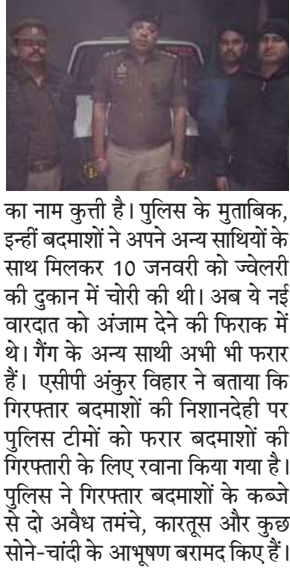 का नाम कुत्ती है। पुलिस के मुताबिक,
इन्हीं बदमाशों ने अपने अन्य साथियों के
साथ मिलकर 10 जनवरी को ज्वेलरी
की दुकान में चोरी की थी। अब ये नई
वारदात को अंजाम देने की फिराक में
थे। गैंग के अन्य साथी अभी भी फरार
हैं। एसीपी अंकुर विहार ने बताया कि
गिरफ्तार बदमाशों की निशानदेही पर
पुलिस टीमों को फरार बदमाशों की
गिरफ्तारी के लिए रवाना किया गया है।
पुलिस ने गिरफ्तार बदमाशों के कब्जे
से दो अवैध तमंचे, कारतूस और कुछ
सोने-चांदी के आभूषण बरामद किए हैं।